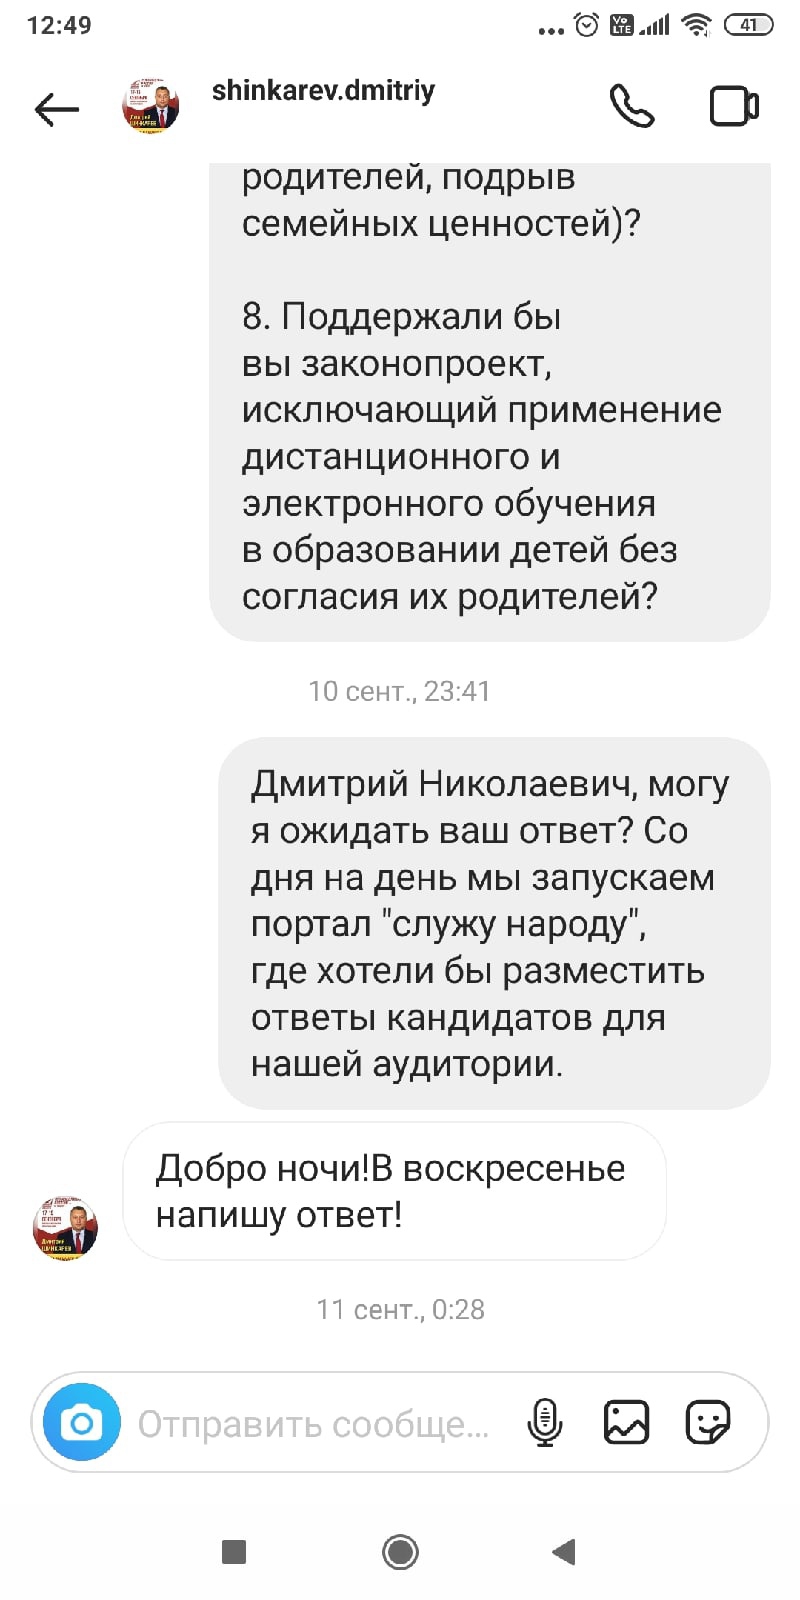 12:49
Vo
LTE
41
shinkarev.dmitriy
родителей, подрыв
семейных ценностей)?
8. Поддержали бы
вы законопроект,
исключающий применение
дистанционного и
электронного обучения
в образовании детей без
согласия их родителей?
10 сент., 23:41
Дмитрий Николаевич, могу
я ожидать ваш ответ? Со
дня на день мы запускаем
портал "служу народу",
где хотели бы разместить
ответы кандидатов для
нашей аудитории.
Добро ночи!В воскресенье
напишу ответ!
11 сент., 0:28
Отправить сообще...